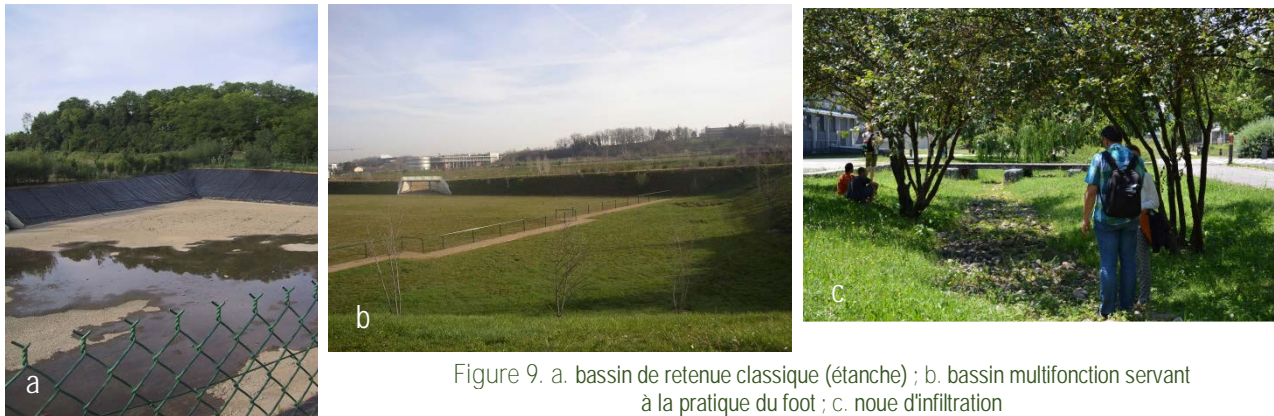 a
b
c
Figure 9. a. bassin de retenue classique (étanche) ; b. bassin multifonction servant
à la pratique du foot ; c. noue d'infiltration